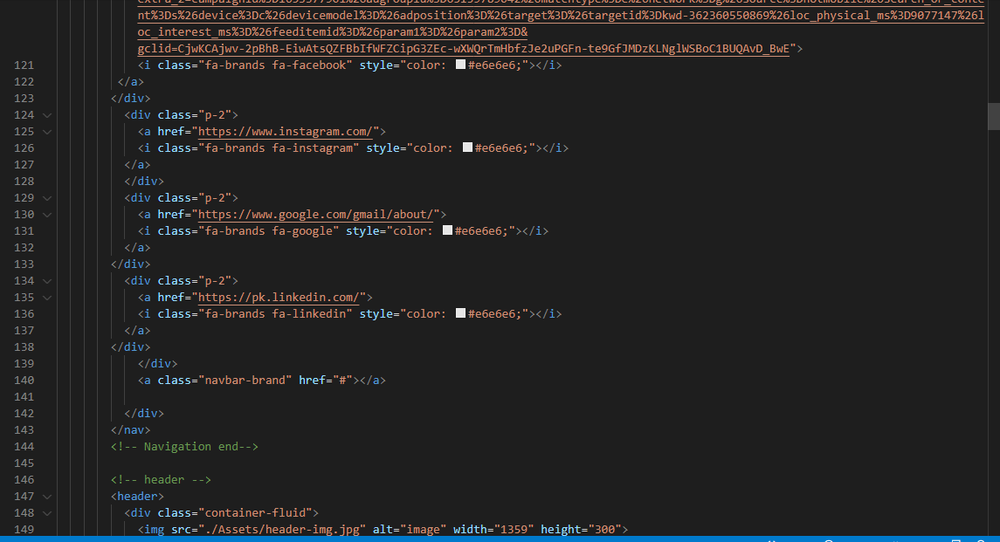 nt%3Ds%26device%3Dc%26devicemodel%3D%26adposition%3D%26target%3D%26targetid%3Dkwd-362360550869%26loc_physical_ms%3D9077147%26l
oc_interest_ms%3D%26feeditemid%3D%26param1%3D%26param2%3D&
gclid=CjwKCAjwv-2pBhB-EiwAtsQZFBbIfWFZCipG3ZEc-wXWQrTmHbfzJe2uPGFn-te9GfJMDzKLNglWSBoC1BUQAvD_BwE">
121 <i class="fa-brands fa-facebook" style="color: #e6e6e6;"></i>
122 </a>
123 </div>
124 <div class="p-2">
125 <a href="https://www.instagram.com/">
126 <i class="fa-brands fa-instagram" style="color: #e6e6e6;"></i>
127 </a>
128 </div>
129 <div class="p-2">
130 <a href="https://www.google.com/gmail/about/">
131 <i class="fa-brands fa-google" style="color: #e6e6e6;"></i>
132 </a>
133 </div>
134 <div class="p-2">
135 <a href="https://pk.linkedin.com/">
136 <i class="fa-brands fa-linkedin" style="color: #e6e6e6;"></i>
137 </a>
138 </div>
139 </div>
140 <a class="navbar-brand" href="#"></a>
141
142 </div>
143 </nav>
144 <!-- Navigation end-->
145
146 <!-- header -->
147 <header>
148 <div class="container-fluid">
149 <img src="./Assets/header-img.jpg" alt="image" width="1359" height="300">